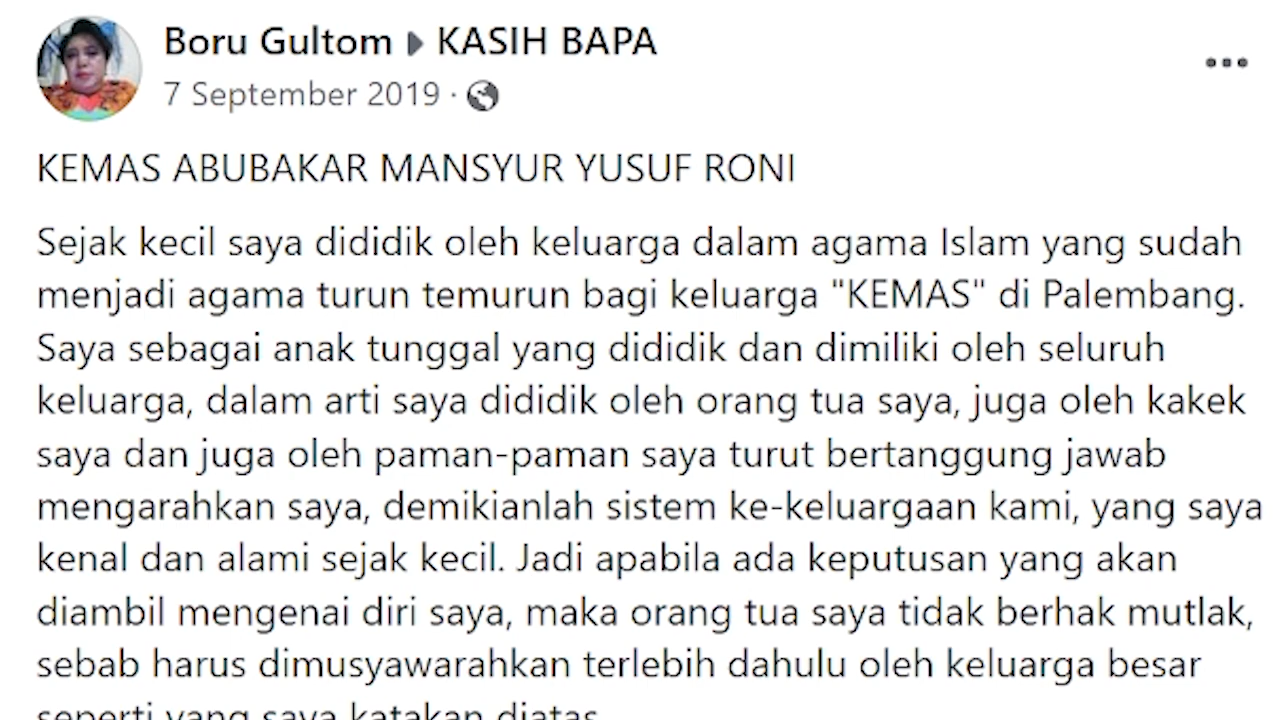 Boru Gultom ▶ KASIH BAPA
7 September 2019 ·
KEMAS ABUBAKAR MANSYUR YUSUF RONI
Sejak kecil saya dididik oleh keluarga dalam agama Islam yang sudah
menjadi agama turun temurun bagi keluarga "KEMAS" di Palembang.
Saya sebagai anak tunggal yang dididik dan dimiliki oleh seluruh
keluarga, dalam arti saya dididik oleh orang tua saya, juga oleh kakek
saya dan juga oleh paman-paman saya turut bertanggung jawab
mengarahkan saya, demikianlah sistem ke-keluargaan kami, yang saya
kenal dan alami sejak kecil. Jadi apabila ada keputusan yang akan
diambil mengenai diri saya, maka orang tua saya tidak berhak mutlak,
sebab harus dimusyawarahkan terlebih dahulu oleh keluarga besar
seperti yang saya katakan diatas.